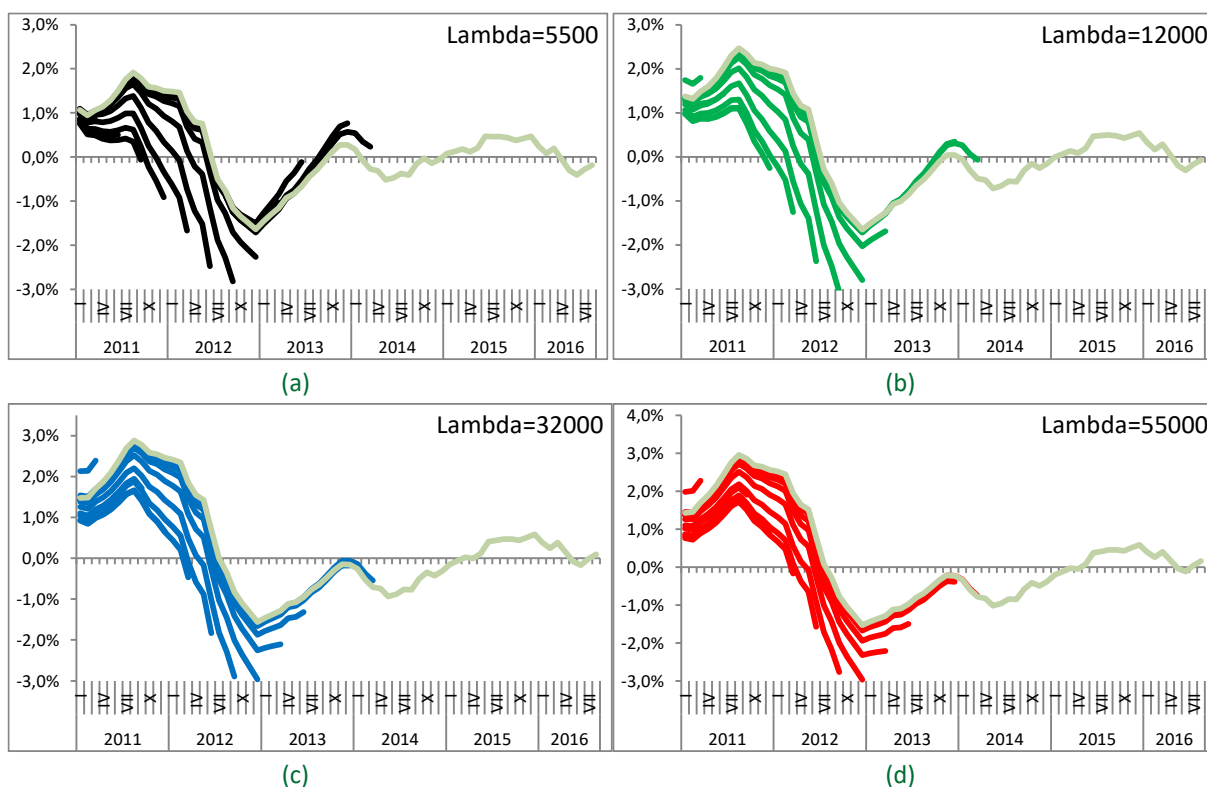 Lambda=5500
3,0%
2,0%
1,0%
0,0%
-1,0%
-2,0%
-3,0%
I IV VII X I IV VII X I IV VII X I IV VII X I IV VII X I IV VII
2011 2012 2013 2014 2015 2016
(a)
Lambda=12000
3,0%
2,0%
1,0%
0,0%
-1,0%
-2,0%
-3,0%
I IV VII X I IV VII X I IV VII X I IV VII X I IV VII X I IV VII
2011 2012 2013 2014 2015 2016
(b)
Lambda=32000
3,0%
2,0%
1,0%
0,0%
-1,0%
-2,0%
-3,0%
I IV VII X I IV VII X I IV VII X I IV VII X I IV VII X I IV VII
2011 2012 2013 2014 2015 2016
(c)
Lambda=55000
4,0%
3,0%
2,0%
1,0%
0,0%
-1,0%
-2,0%
-3,0%
I IV VII X I IV VII X I IV VII X I IV VII X I IV VII X I IV VII
2011 2012 2013 2014 2015 2016
(d)